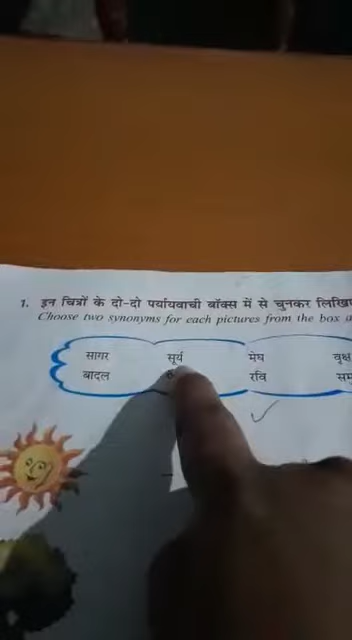 1. इन चित्रों के दो-दो पर्यायवाची बॉक्स में से चुनकर
Choose two synonyms for each pictures from the box
सागर सूर्य मेघ वृक्ष
बादल रवि